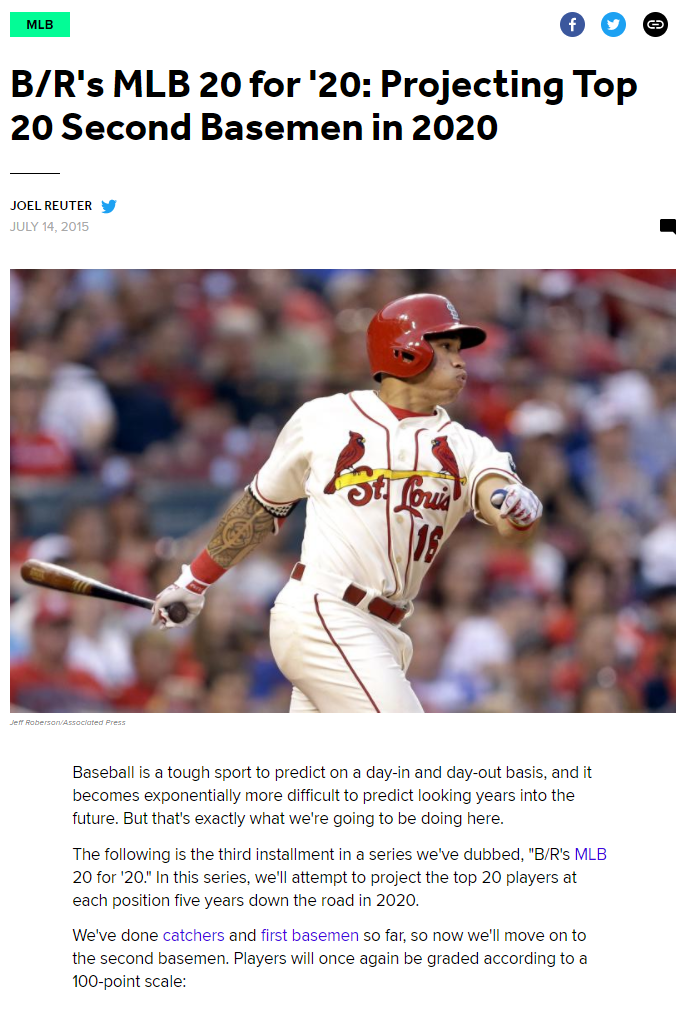 MLB
B/R's MLB 20 for '20: Projecting Top
20 Second Basemen in 2020
JOEL REUTER
JULY 14, 2015
St. Louis
16
Jeff Roberson/Associated Press
Baseball is a tough sport to predict on a day-in and day-out basis, and it
becomes exponentially more difficult to predict looking years into the
future. But that's exactly what we're going to be doing here.
The following is the third installment in a series we've dubbed, "B/R's MLB
20 for '20." In this series, we'll attempt to project the top 20 players at
each position five years down the road in 2020.
We've done catchers and first basemen so far, so now we'll move on to
the second basemen. Players will once again be graded according to a
100-point scale: